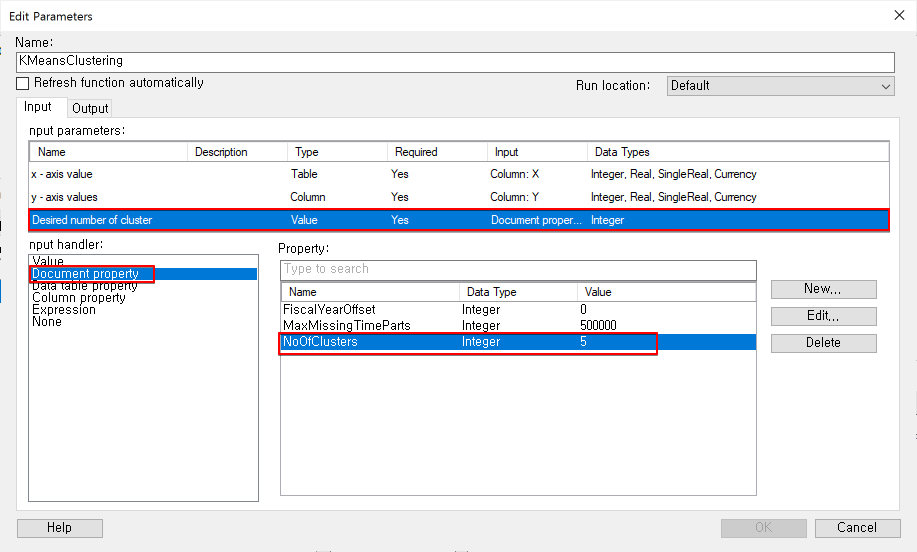 Edit Parameters
Name:
KMeansClustering
Refresh function automatically
Run location: Default
Input Output
nput parameters:
Name Description Type Required Input Data Types
x - axis value Table Yes Column: X Integer, Real, SingleReal, Currency
y - axis values Column Yes Column: Y Integer, Real, SingleReal, Currency
Desired number of cluster Value Yes Document proper... Integer
nput handler:
Value
Document property
Data table property
Column property
Expression
None
Property:
Type to search
Name Data Type Value
FiscalYearOffset Integer 0
MaxMissingTimeParts Integer 500000
NoOfClusters Integer 5
New...
Edit...
Delete
Help OK Cancel